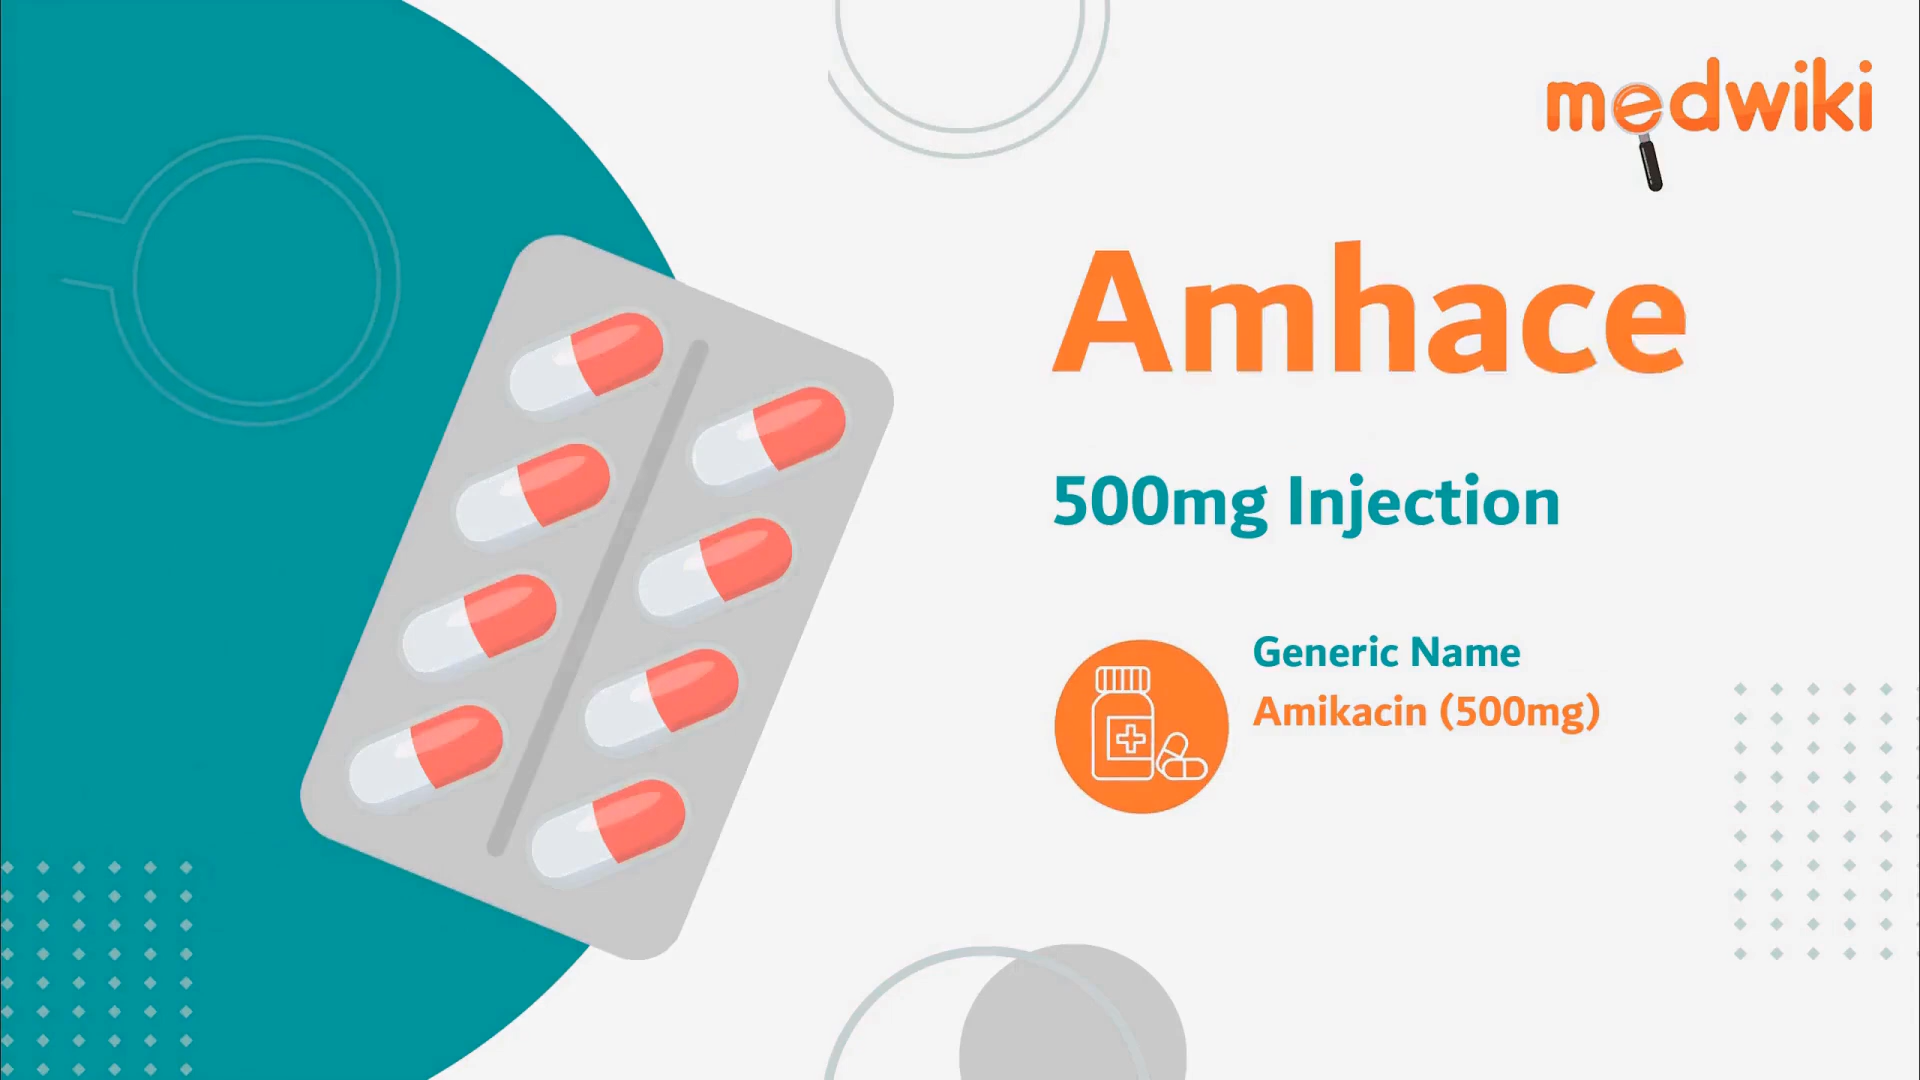 medwiki
Amhace
500mg Injection
Generic Name
Amikacin (500mg)